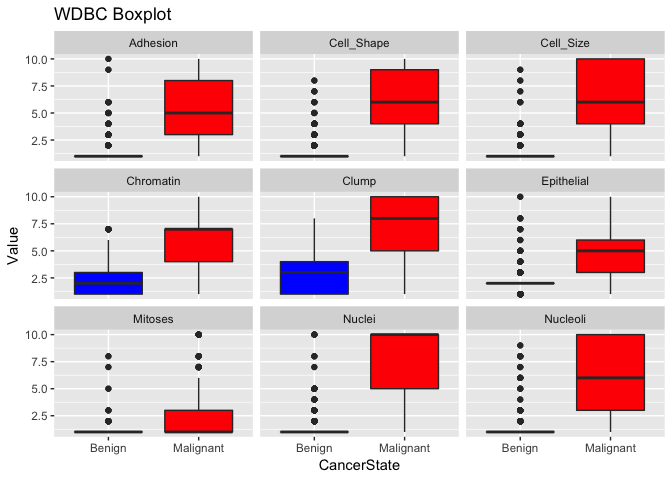 WDBC Boxplot
Adhesion Cell_Shape Cell_Size
10.0
7.5
5.0
2.5
Chromatin Clump Epithelial
10.0
7.5
5.0
2.5
Value
Mitoses Nuclei Nucleoli
10.0
7.5
5.0
2.5
Benign Malignant Benign Malignant Benign Malignant
CancerState